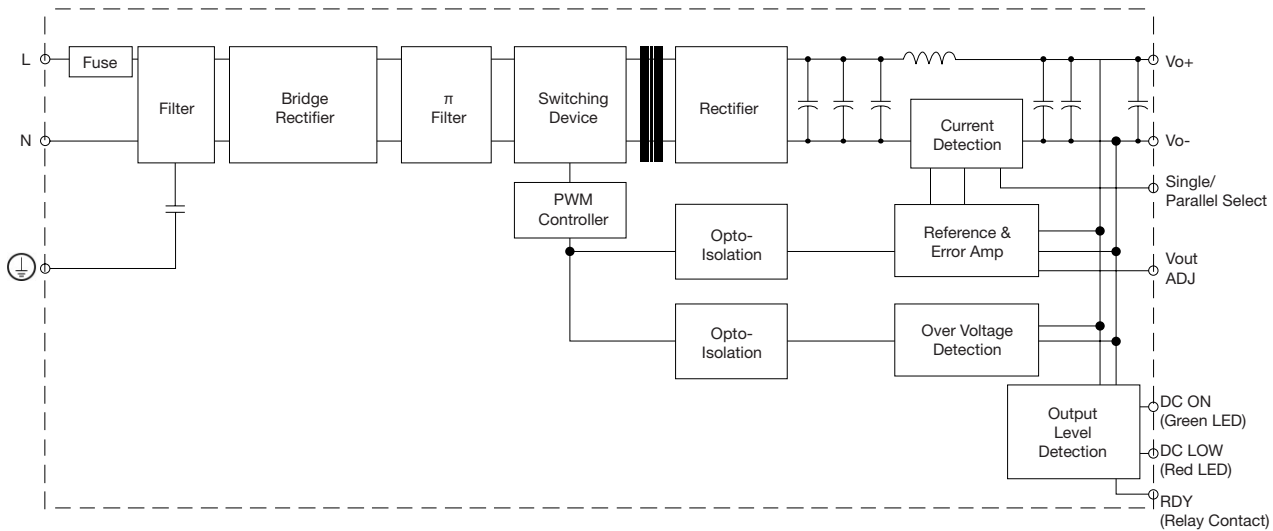 L
Fuse
Filter
Bridge
Rectifier
π
Filter
Switching
Device
Rectifier
Current
Detection
Vo+
N
Vo-
PWM
Controller
Single/
Parallel Select
Opto-
Isolation
Reference &
Error Amp
Vout
ADJ
Opto-
Isolation
Over Voltage
Detection
Output
Level
Detection
DC ON
(Green LED)
DC LOW
(Red LED)
RDY
(Relay Contact)